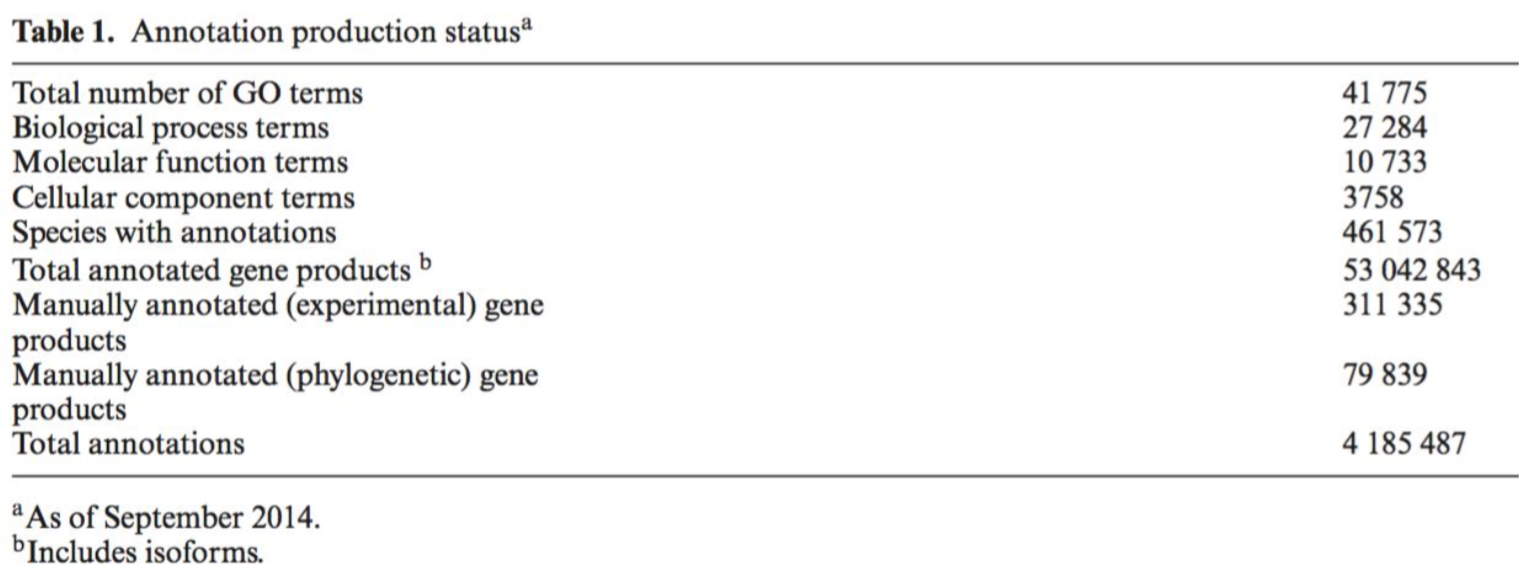 Table 1. Annotation production statusᵃ
Total number of GO terms 41 775
Biological process terms 27 284
Molecular function terms 10 733
Cellular component terms 3758
Species with annotations 461 573
Total annotated gene products ᵇ 53 042 843
Manually annotated (experimental) gene 311 335
products
Manually annotated (phylogenetic) gene 79 839
products
Total annotations 4 185 487
ᵃ As of September 2014.
ᵇ Includes isoforms.